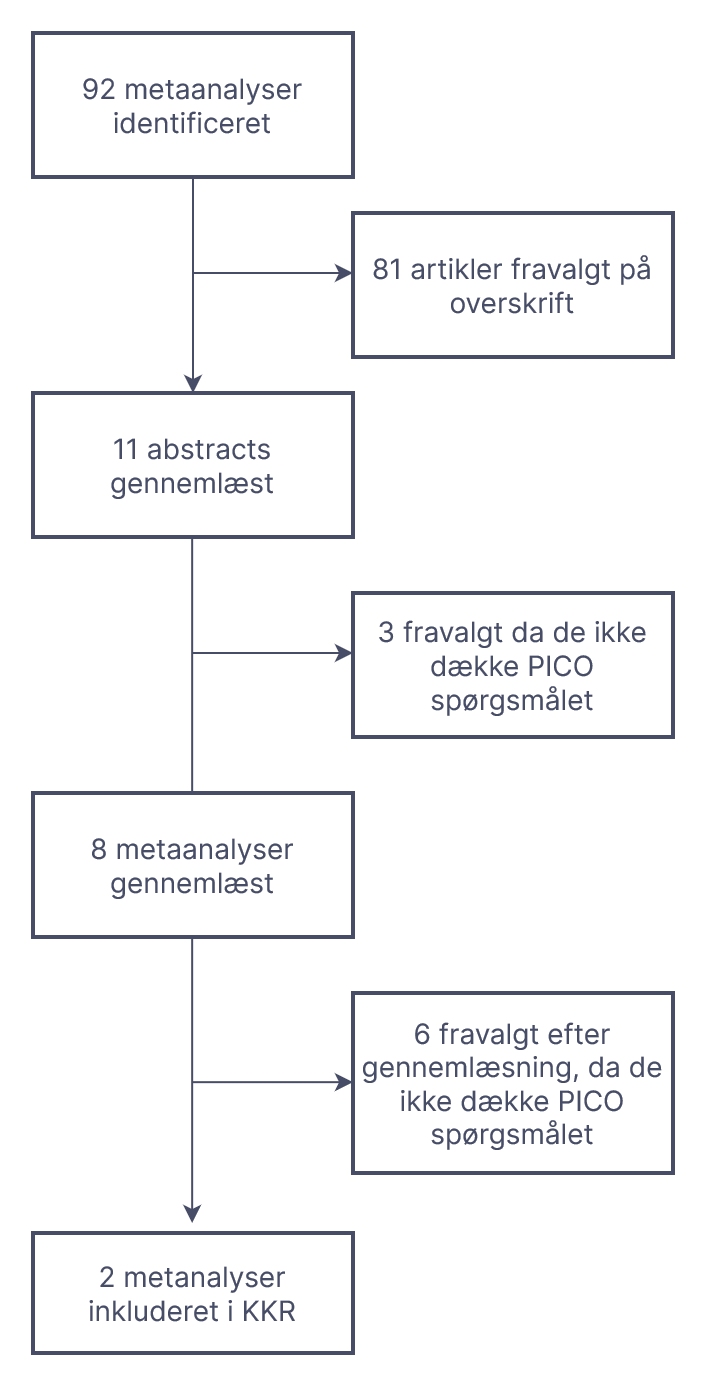 92 metaanalyser
identificeret
81 artikler fravalgt på
overskrift
11 abstracts
gennemlæst
3 fravalgt da de ikke
dække PICO
spørgsmålet
8 metaanalyser
gennemlæst
6 fravalgt efter
gennemlæsning, da de
ikke dække PICO
spørgsmålet
2 metanalyser
inkluderet i KKR